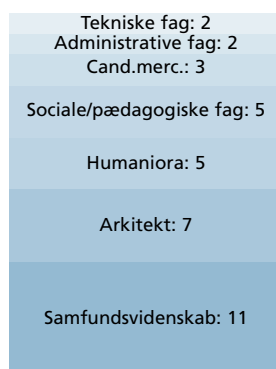 Tekniske fag: 2
Administrative fag: 2
Cand.merc.: 3
Sociale/pædagogiske fag: 5
Humaniora: 5
Arkitekt: 7
Samfundsvidenskab: 11